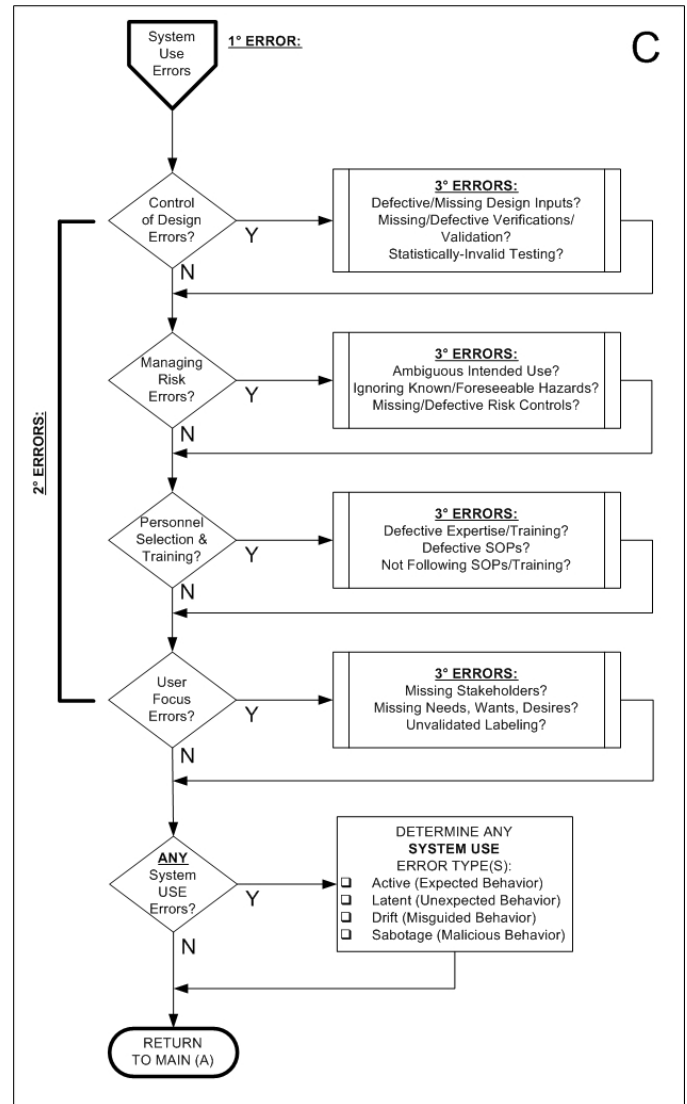 System
Use
Errors
1° ERROR:
C
Control
of Design
Errors?
Y
N
3° ERRORS:
Defective/Missing Design Inputs?
Missing/Defective Verifications/
Validation?
Statistically-Invalid Testing?
2° ERRORS:
Managing
Risk
Errors?
Y
N
3° ERRORS:
Ambiguous Intended Use?
Ignoring Known/Foreseeable Hazards?
Missing/Defective Risk Controls?
Personnel
Selection &
Training?
Y
N
3° ERRORS:
Defective Expertise/Training?
Defective SOPs?
Not Following SOPs/Training?
User
Focus
Errors?
Y
N
3° ERRORS:
Missing Stakeholders?
Missing Needs, Wants, Desires?
Unvalidated Labeling?
ANY
System
USE
Errors?
Y
N
DETERMINE ANY
SYSTEM USE
ERROR TYPE(S):
❑ Active (Expected Behavior)
❑ Latent (Unexpected Behavior)
❑ Drift (Misguided Behavior)
❑ Sabotage (Malicious Behavior)
RETURN
TO MAIN (A)